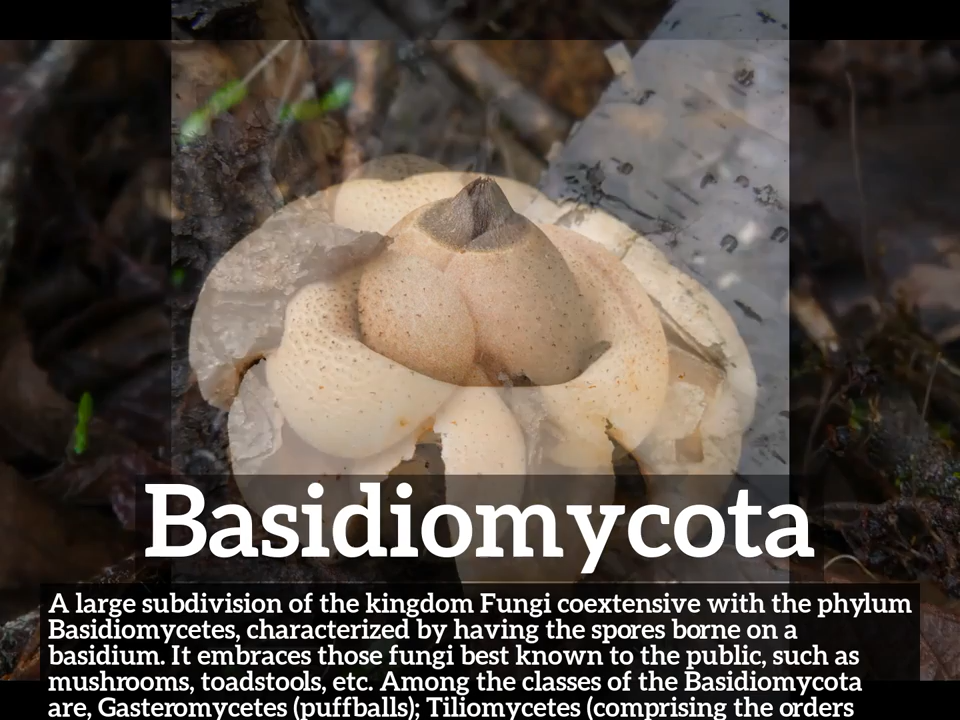 Basidiomycota
A large subdivision of the kingdom Fungi coextensive with the phylum
Basidiomycetes, characterized by having the spores borne on a
basidium. It embraces those fungi best known to the public, such as
mushrooms, toadstools, etc. Among the classes of the Basidiomycota
are, Gasteromycetes (puffballs); Tiliomycetes (comprising the orders